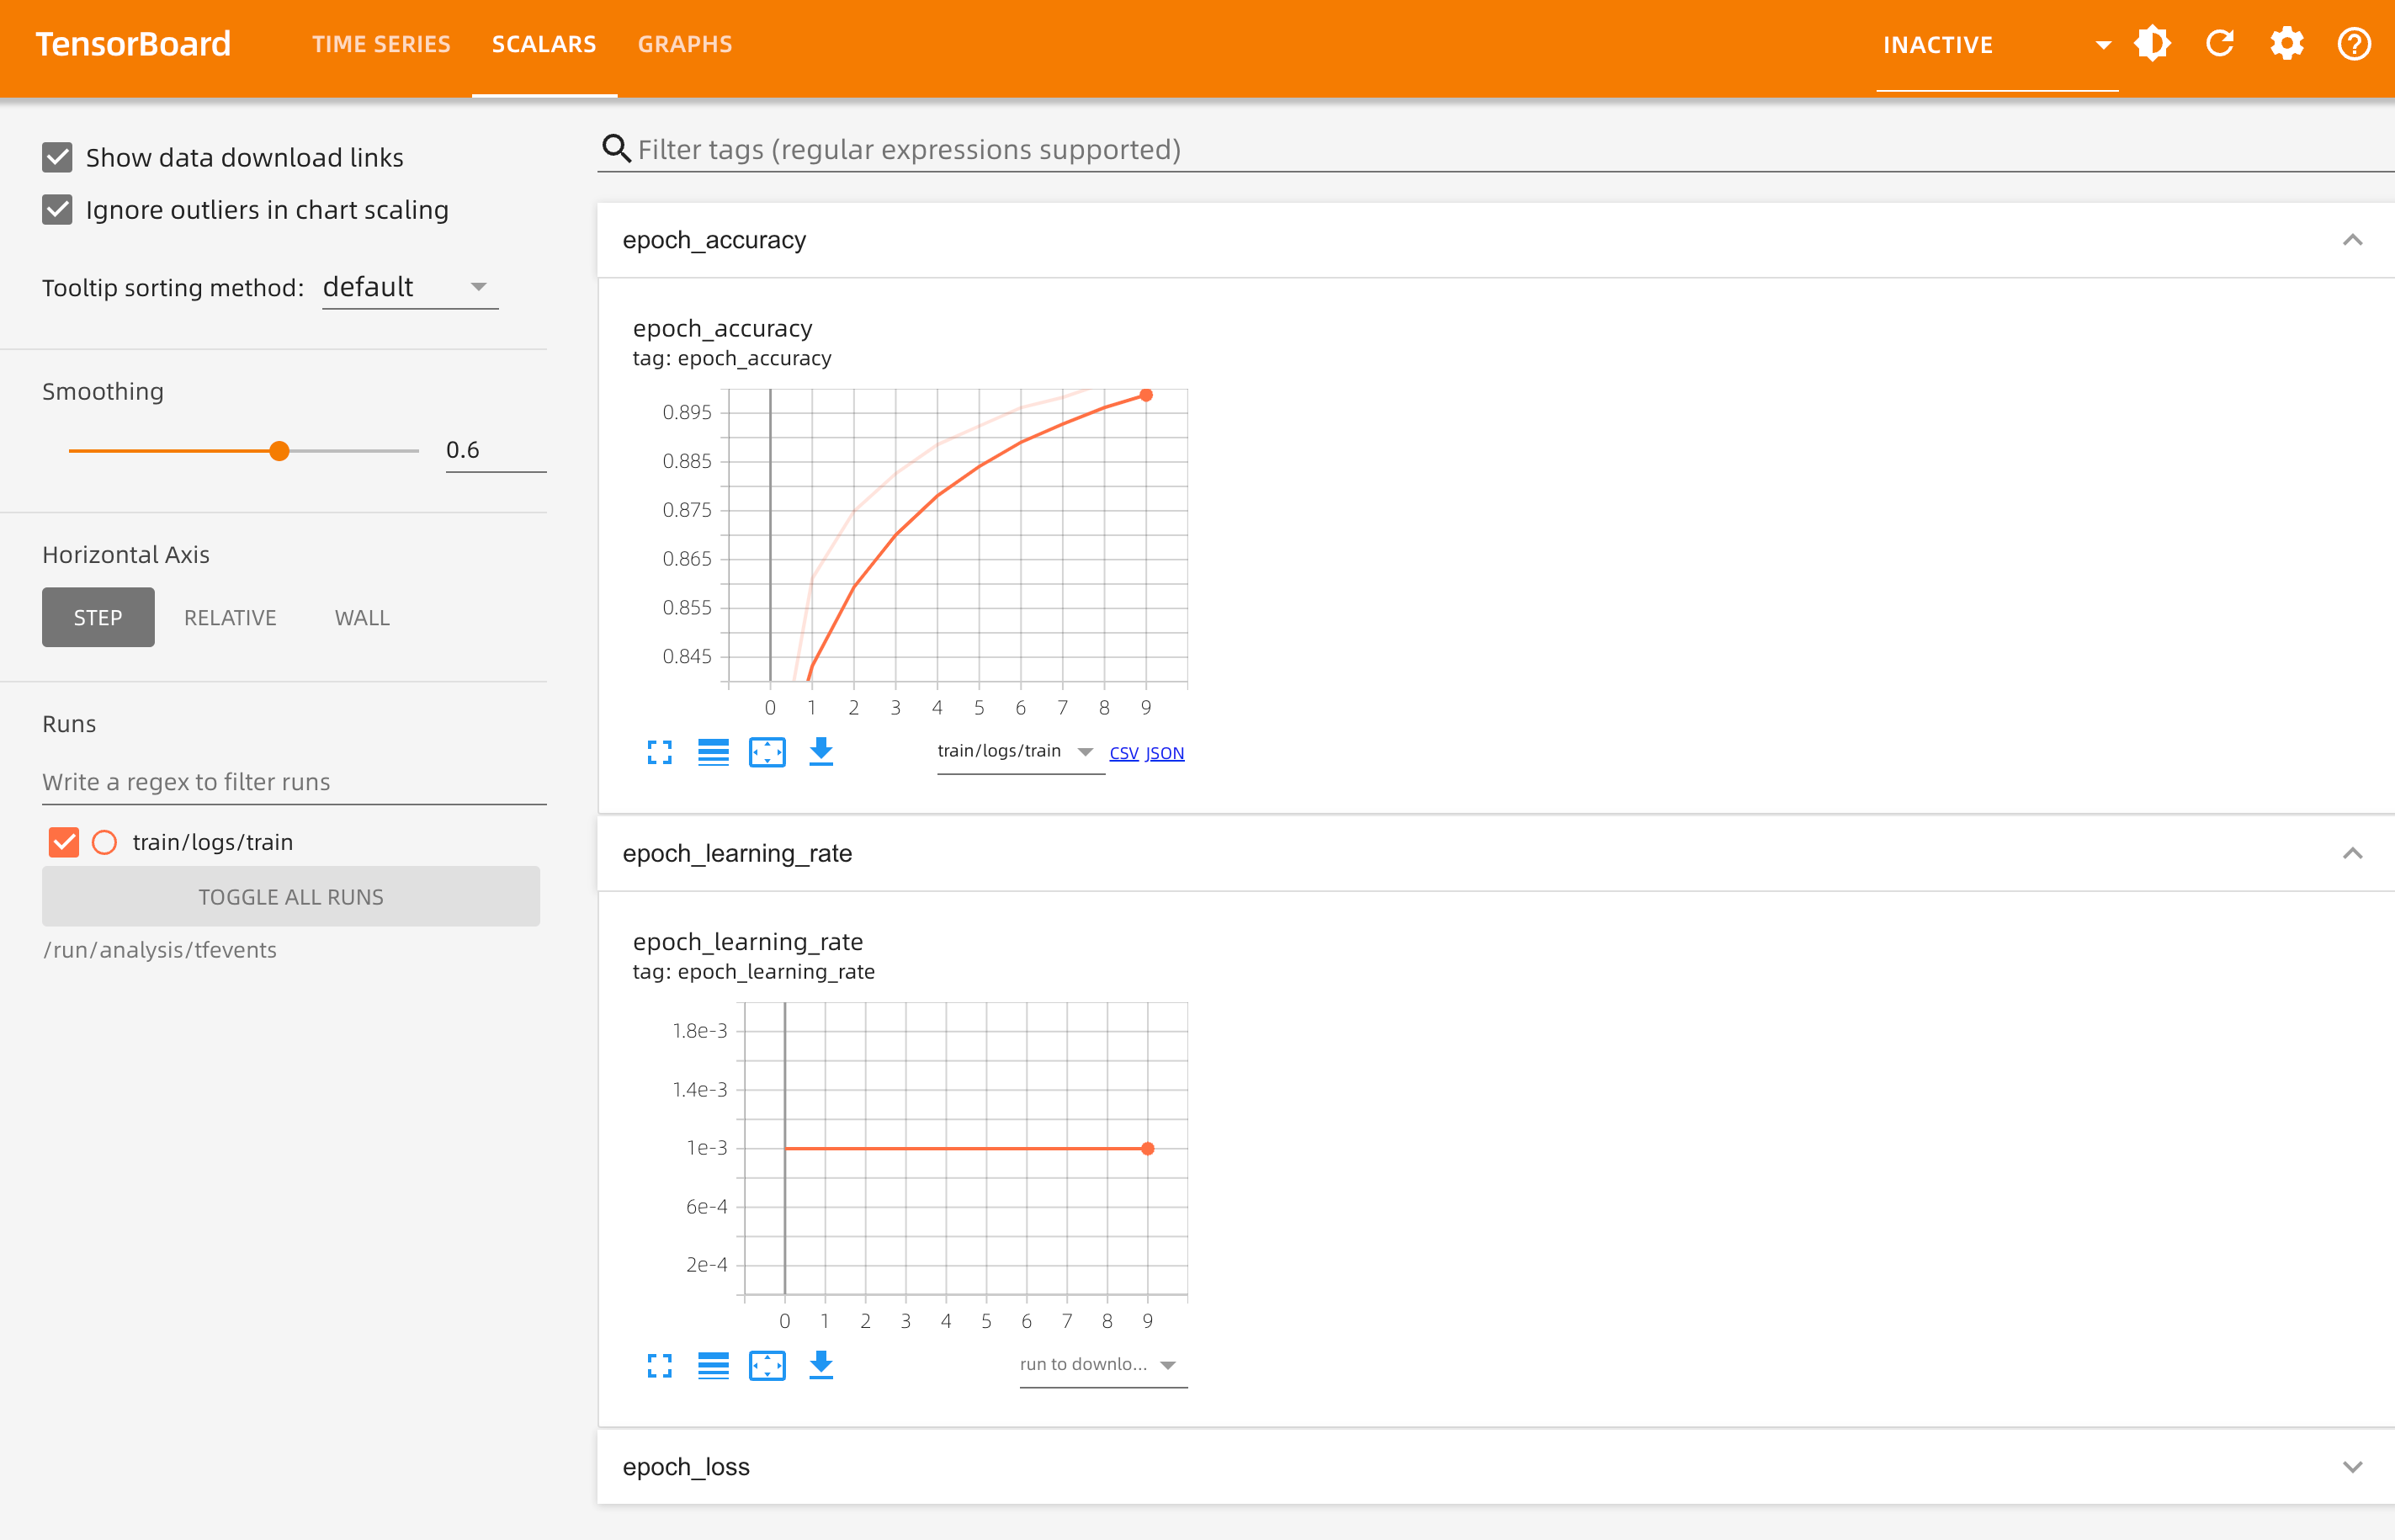 TensorBoard
TIME SERIES
SCALARS
GRAPHS
INACTIVE
Show data download links
Ignore outliers in chart scaling
Tooltip sorting method: default
Smoothing
0.6
Horizontal Axis
STEP
RELATIVE
WALL
Runs
Write a regex to filter runs
train/logs/train
TOGGLE ALL RUNS
/run/analysis/tfevents
Filter tags (regular expressions supported)
epoch_accuracy
epoch_accuracy
tag: epoch_accuracy
0.895
0.885
0.875
0.865
0.855
0.845
0 1 2 3 4 5 6 7 8 9
train/logs/train
CSV JSON
epoch_learning_rate
epoch_learning_rate
tag: epoch_learning_rate
1.8e-3
1.4e-3
1e-3
6e-4
2e-4
0 1 2 3 4 5 6 7 8 9
run to downlo...
epoch_loss